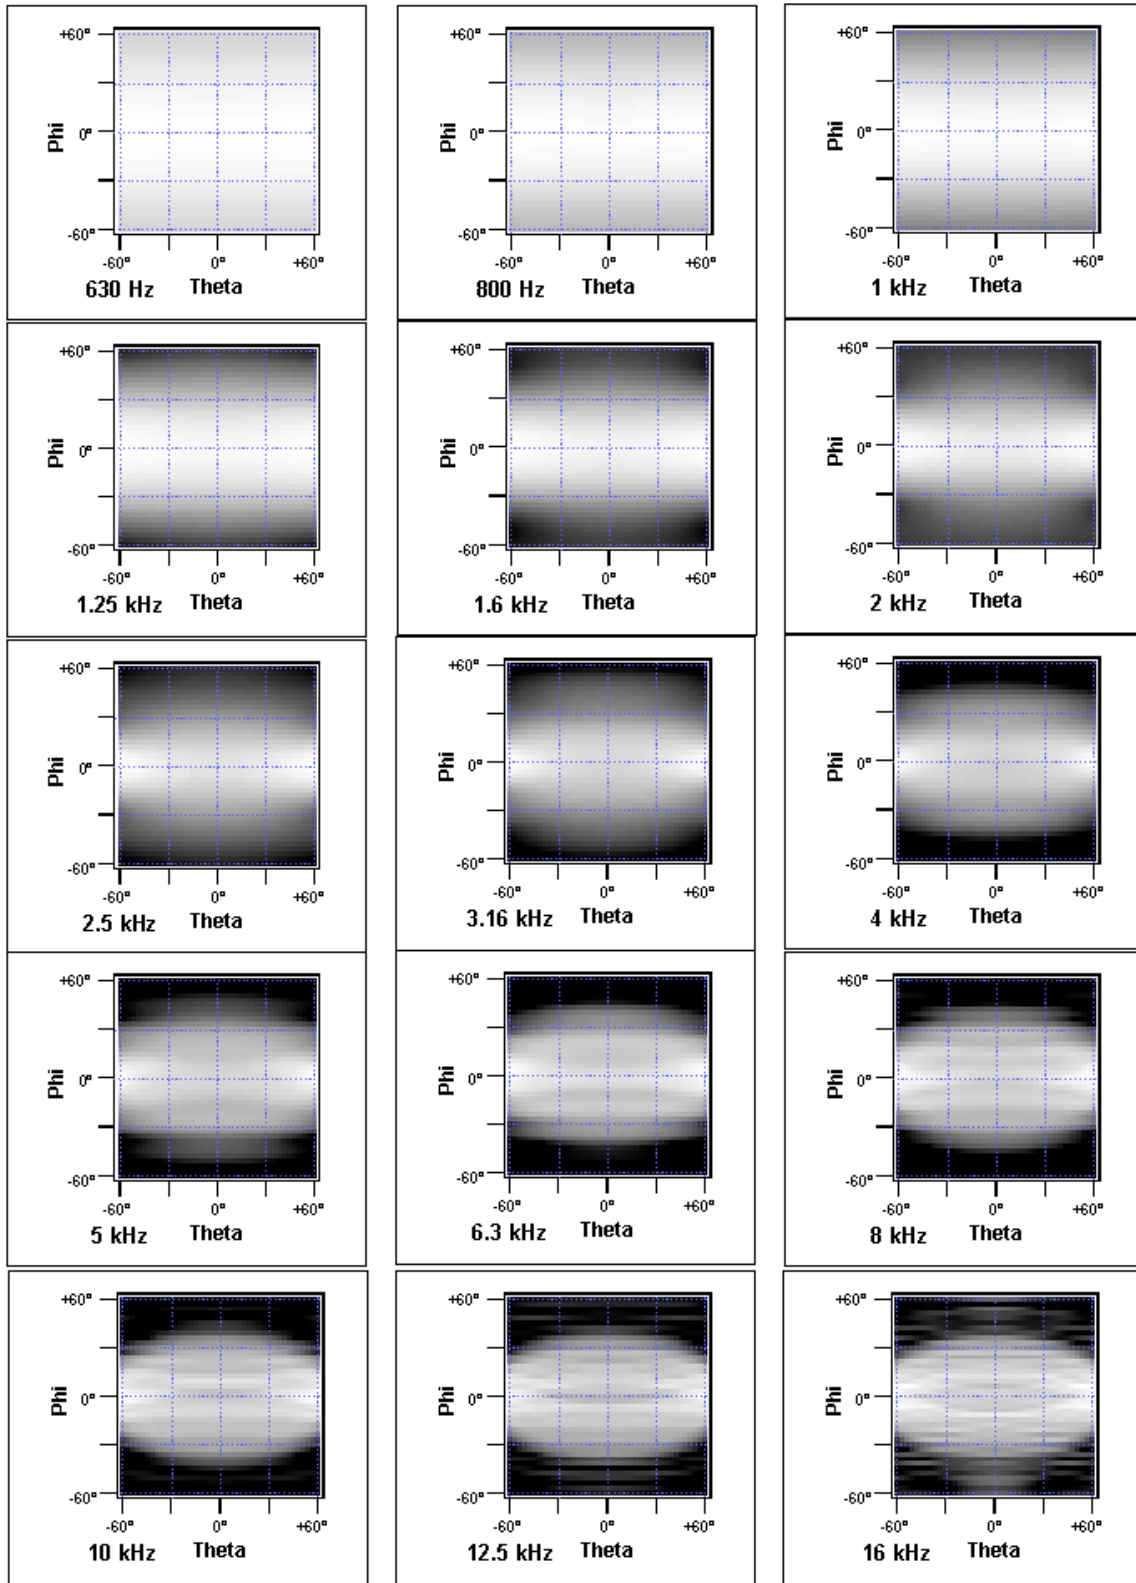 +60°
Phi
0°
-60°
-60° 0° +60°
630 Hz Theta
+60°
Phi
0°
-60°
-60° 0° +60°
800 Hz Theta
+60°
Phi
0°
-60°
-60° 0° +60°
1 kHz Theta
+60°
Phi
0°
-60°
-60° 0° +60°
1.25 kHz Theta
+60°
Phi
0°
-60°
-60° 0° +60°
1.6 kHz Theta
+60°
Phi
0°
-60°
-60° 0° +60°
2 kHz Theta
+60°
Phi
0°
-60°
-60° 0° +60°
2.5 kHz Theta
+60°
Phi
0°
-60°
-60° 0° +60°
3.16 kHz Theta
+60°
Phi
0°
-60°
-60° 0° +60°
4 kHz Theta
+60°
Phi
0°
-60°
-60° 0° +60°
5 kHz Theta
+60°
Phi
0°
-60°
-60° 0° +60°
6.3 kHz Theta
+60°
Phi
0°
-60°
-60° 0° +60°
8 kHz Theta
+60°
Phi
0°
-60°
-60° 0° +60°
10 kHz Theta
+60°
Phi
0°
-60°
-60° 0° +60°
12.5 kHz Theta
+60°
Phi
0°
-60°
-60° 0° +60°
16 kHz Theta